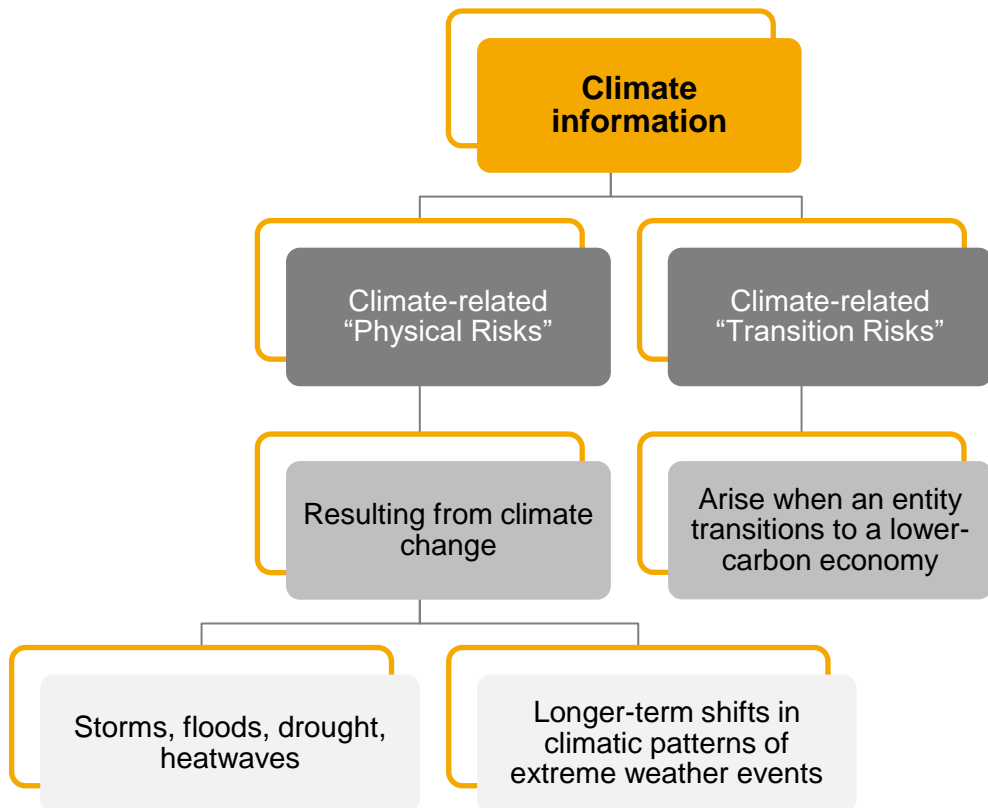 Climate
information
Climate-related
“Physical Risks”
Climate-related
“Transition Risks”
Resulting from climate
change
Arise when an entity
transitions to a lower-
carbon economy
Storms, floods, drought,
heatwaves
Longer-term shifts in
climatic patterns of
extreme weather events